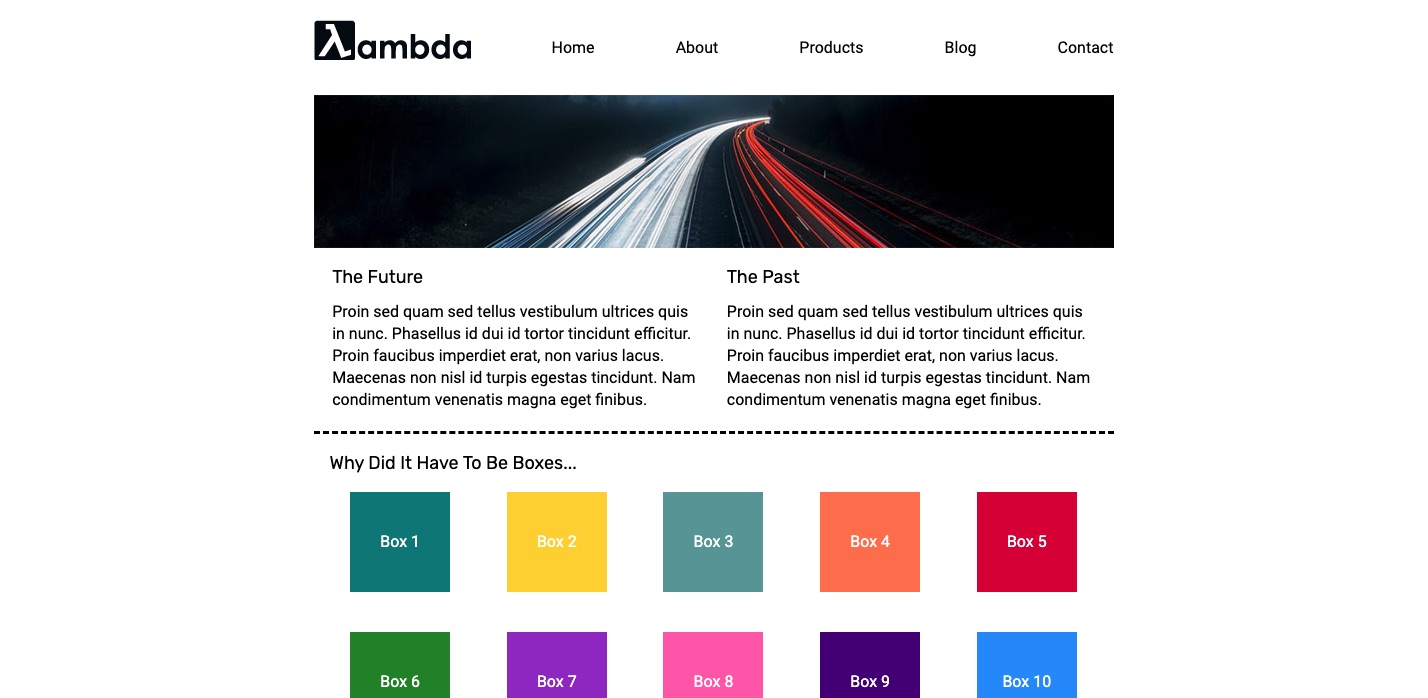 λambda
Home About Products Blog Contact
The Future
Proin sed quam sed tellus vestibulum ultrices quis
in nunc. Phasellus id dui id tortor tincidunt efficitur.
Proin faucibus imperdiet erat, non varius lacus.
Maecenas non nisl id turpis egestas tincidunt. Nam
condimentum venenatis magna eget finibus.
The Past
Proin sed quam sed tellus vestibulum ultrices quis
in nunc. Phasellus id dui id tortor tincidunt efficitur.
Proin faucibus imperdiet erat, non varius lacus.
Maecenas non nisl id turpis egestas tincidunt. Nam
condimentum venenatis magna eget finibus.
Why Did It Have To Be Boxes...
Box 1 Box 2 Box 3 Box 4 Box 5
Box 6 Box 7 Box 8 Box 9 Box 10